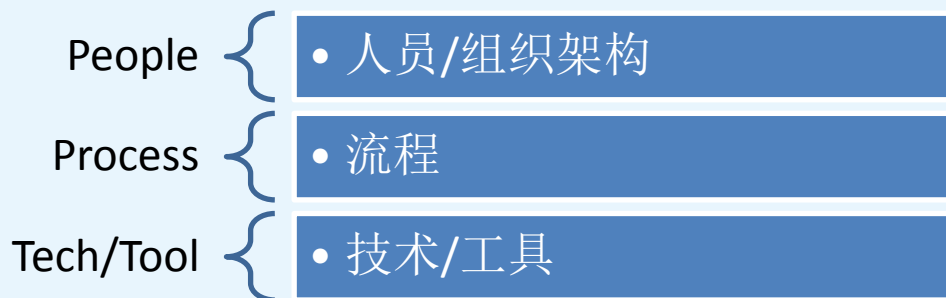 People • 人员/组织架构
Process • 流程
Tech/Tool • 技术/工具